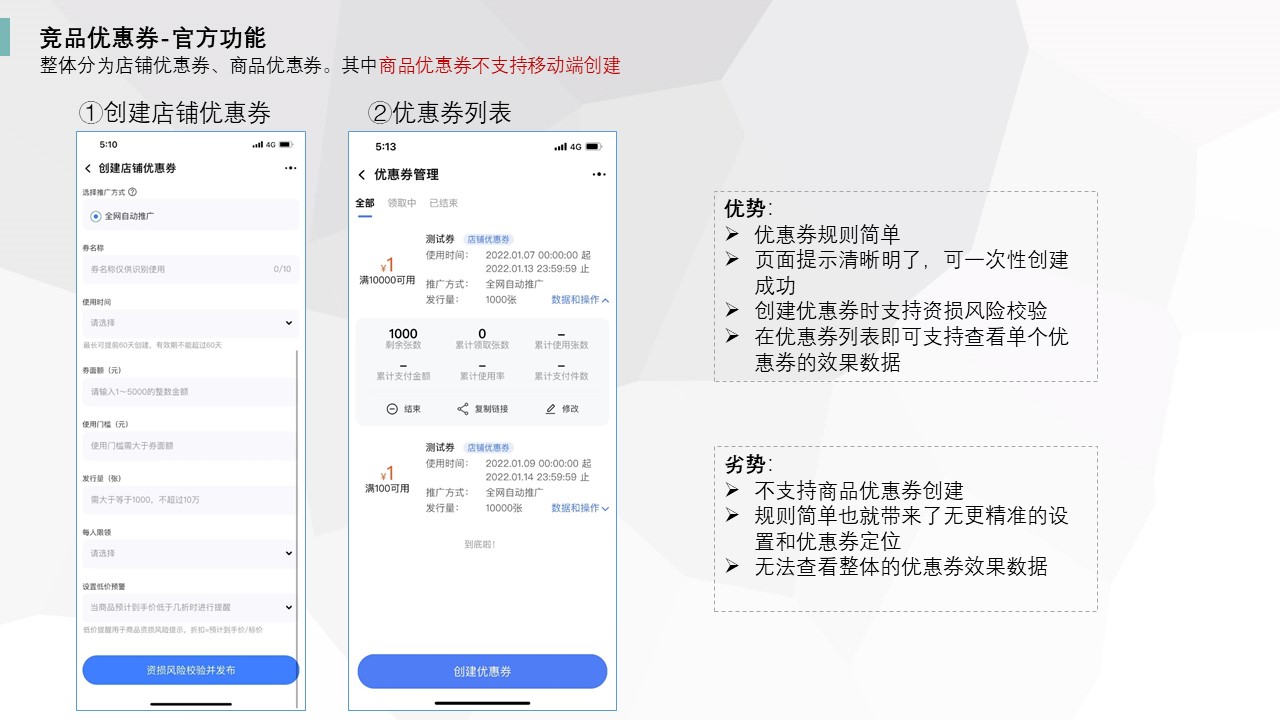 竞品优惠券-官方功能
整体分为店铺优惠券、商品优惠券。其中商品优惠券不支持移动端创建
①创建店铺优惠券
5:10
4G
创建店铺优惠券
选择推广方式
全网自动推广
券名称
券名称仅供识别使用
0/10
使用时间
请选择
最长可提前60天创建，有效期不能超过60天
券面额（元）
请输入1～5000的整数金额
使用门槛（元）
使用门槛需大于券面额
发行量（张）
需大于等于1000，不超过10万
每人限领
请选择
设置低价预警
当商品预计到手价低于几折时进行提醒
低价提醒用于商品资损风险提示，折扣=预计到手价/标价
资损风险校验并发布
②优惠券列表
5:13
4G
优惠券管理
全部 领取中 已结束
测试券 店铺优惠券
¥1
满10000可用
使用时间： 2022.01.07 00:00:00 起
2022.01.13 23:59:59 止
推广方式： 全网自动推广
发行量： 1000张 数据和操作
1000 0 –
剩余张数 累计领取张数 累计使用张数
– – –
累计支付金额 累计使用率 累计支付件数
结束 复制链接 修改
测试券 店铺优惠券
¥1
满100可用
使用时间： 2022.01.09 00:00:00 起
2022.01.14 23:59:59 止
推广方式： 全网自动推广
发行量： 10000张 数据和操作
到底啦！
创建优惠券
优势：
优惠券规则简单
页面提示清晰明了，可一次性创建
成功
创建优惠券时支持资损风险校验
在优惠券列表即可支持查看单个优
惠券的效果数据
劣势：
不支持商品优惠券创建
规则简单也就带来了无更精准的设
置和优惠券定位
无法查看整体的优惠券效果数据